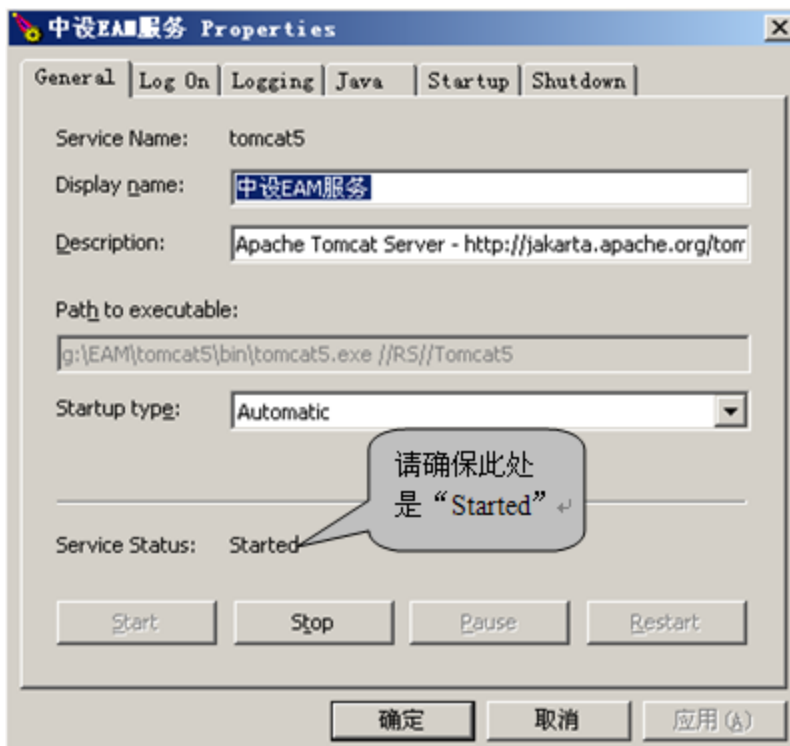 中设EAM服务 Properties
General Log On Logging Java Startup Shutdown
Service Name: tomcat5
Display name: 中设EAM服务
Description: Apache Tomcat Server - http://jakarta.apache.org/tom
Path to executable:
g:\EAM\tomcat5\bin\tomcat5.exe //RS//Tomcat5
Startup type: Automatic
请确保此处
是“Started”↵
Service Status: Started
Start Stop Pause Restart
确定 取消 应用(A)